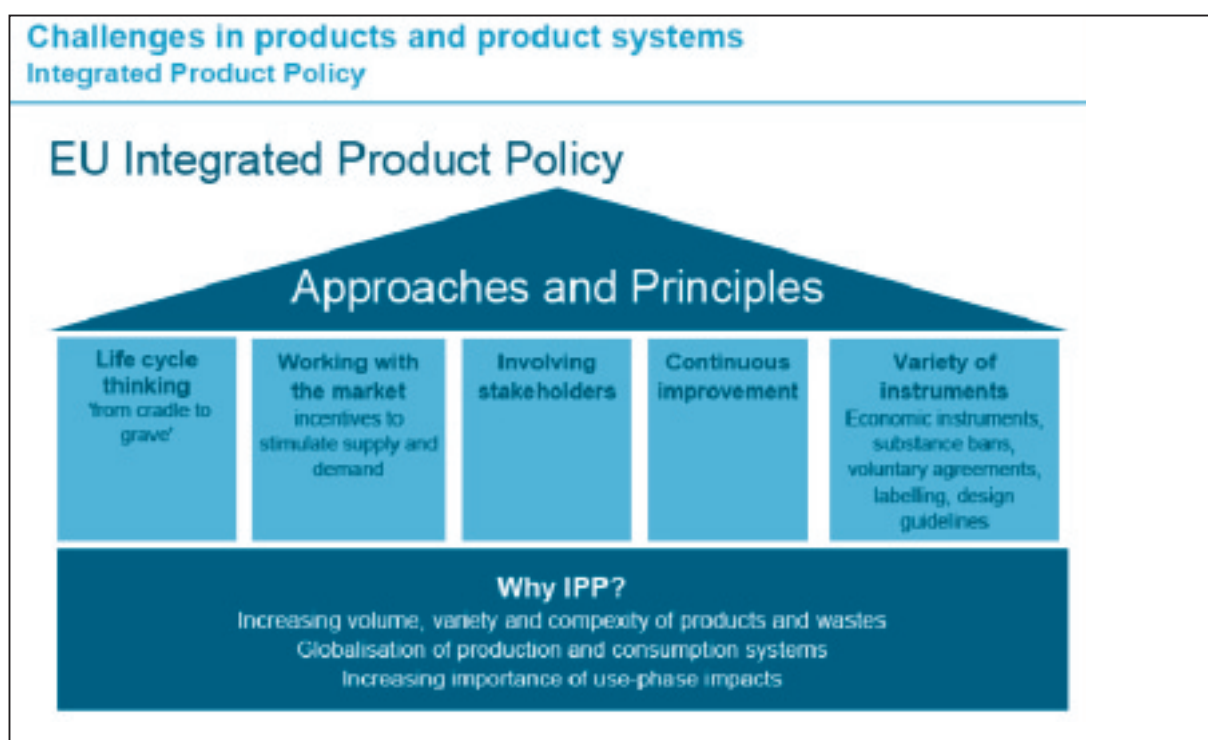 Challenges in products and product systems
Integrated Product Policy
EU Integrated Product Policy
Approaches and Principles
Life cycle
thinking
'from cradle to
grave'
Working with
the market
incentives to
stimulate supply and
demand
Involving
stakeholders
Continuous
improvement
Variety of
instruments
Economic instruments,
substance bans,
voluntary agreements,
labelling, design
guidelines
Why IPP?
Increasing volume, variety and compexity of products and wastes
Globalisation of production and consumption systems
Increasing importance of use-phase impacts